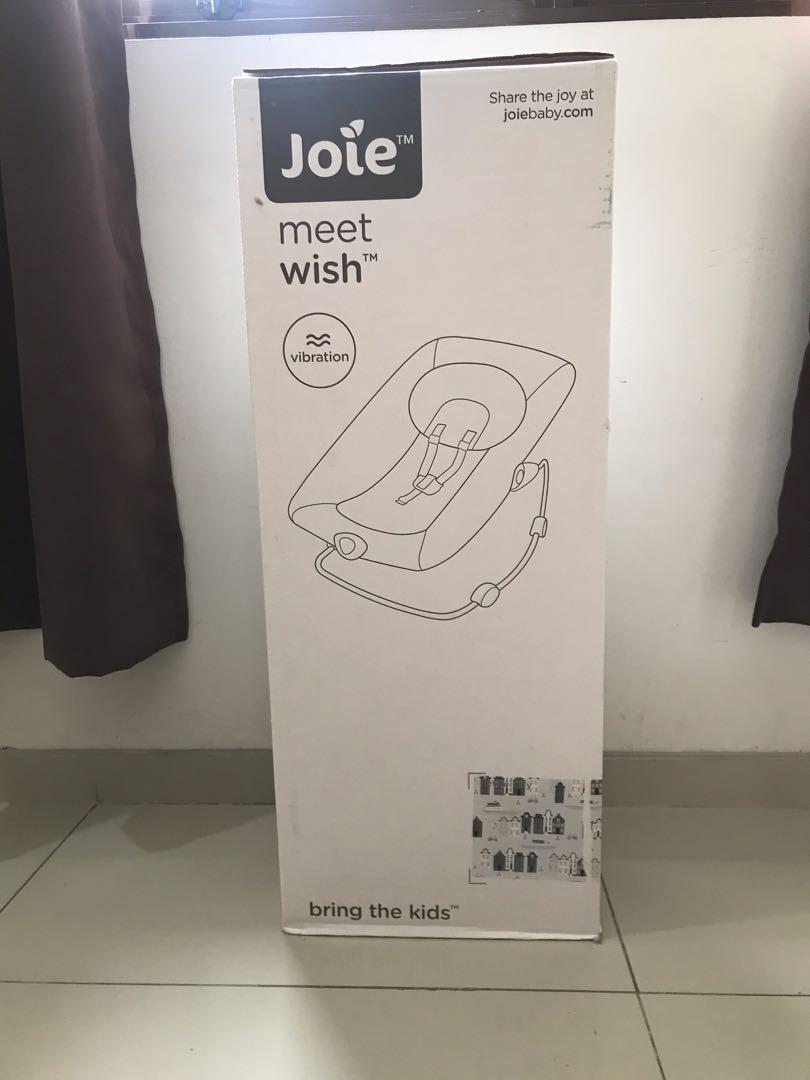 Joie™
Share the joy at
joiebaby.com
meet
wish™
vibration
bring the kids™